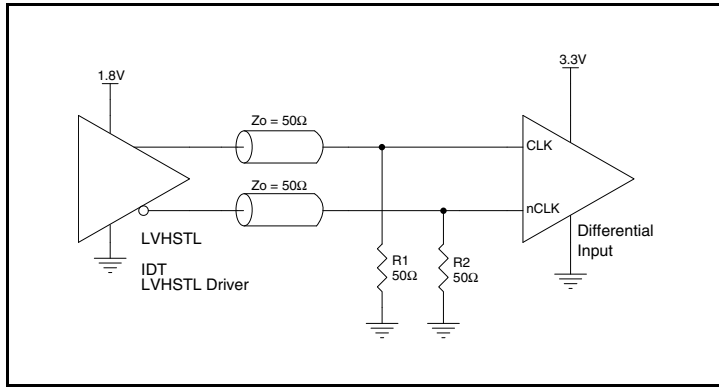 3.3V
1.8V
Zo = 50Ω
CLK
Zo = 50Ω
nCLK
LVHSTL
Differential
Input
IDT
LVHSTL Driver
R1
50Ω
R2
50Ω